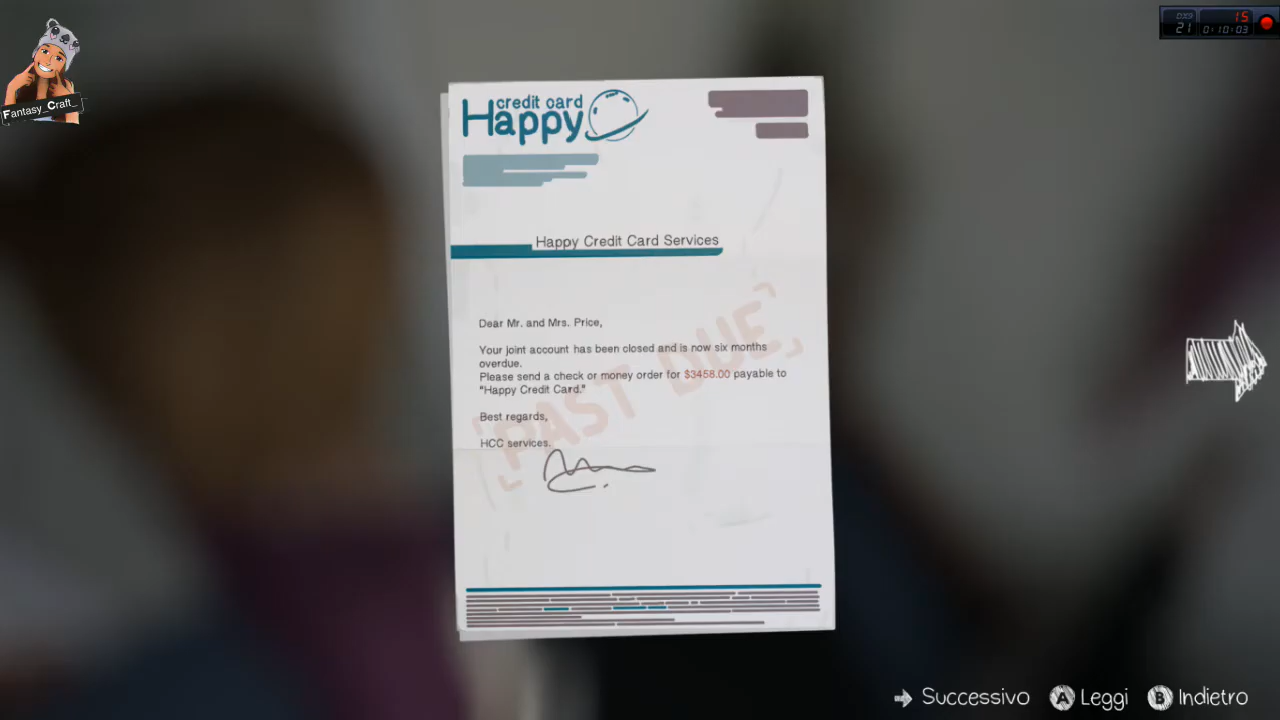 Fantasy_Craft_
DX9
21
15
0:10:03
credit card
Happy
Happy Credit Card Services
Dear Mr. and Mrs. Price,
Your joint account has been closed and is now six months
overdue.
Please send a check or money order for $3458.00 payable to
"Happy Credit Card."
PAST DUE
Best regards,
HCC services.
Successivo
A Leggi
B Indietro